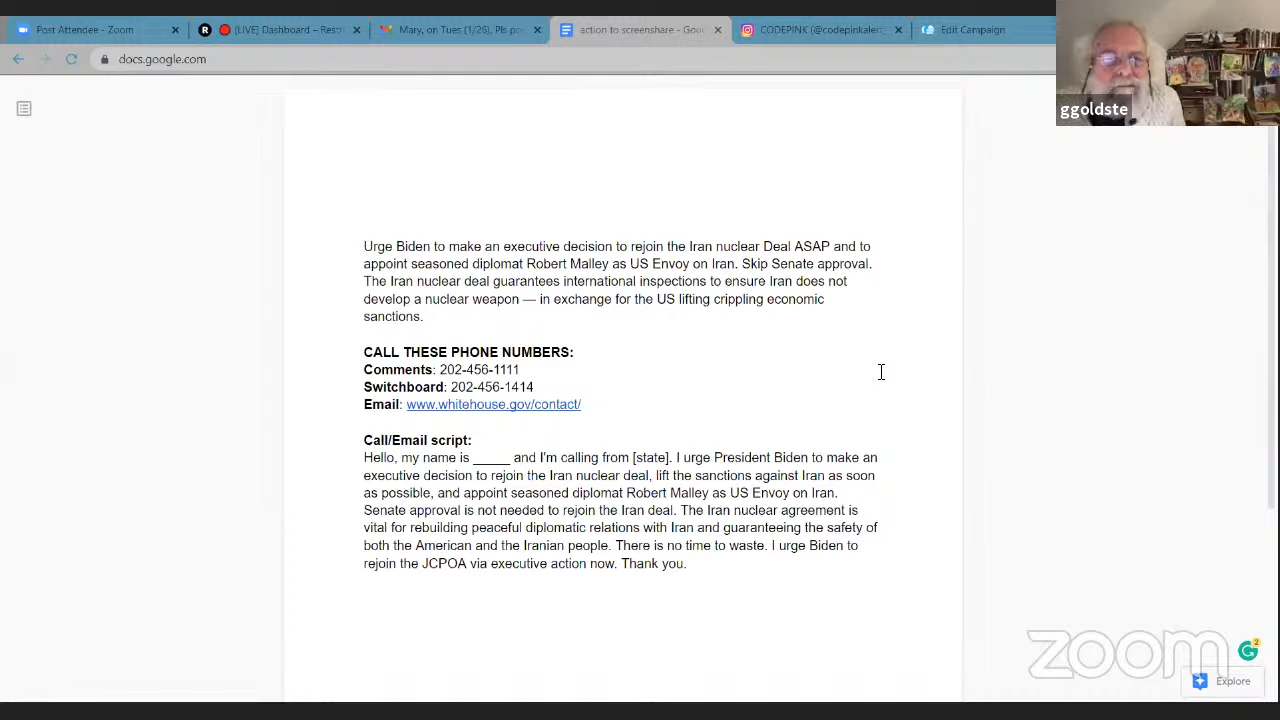 Post Attendee - Zoom
[LIVE] Dashboard – Restr
Mary, on Tues (1/26), Pls po
action to screenshare - Goo
CODEPINK (@codepinkalert
Edit Campaign
docs.google.com
ggoldste
Urge Biden to make an executive decision to rejoin the Iran nuclear Deal ASAP and to
appoint seasoned diplomat Robert Malley as US Envoy on Iran. Skip Senate approval.
The Iran nuclear deal guarantees international inspections to ensure Iran does not
develop a nuclear weapon — in exchange for the US lifting crippling economic
sanctions.
CALL THESE PHONE NUMBERS:
Comments: 202-456-1111
Switchboard: 202-456-1414
Email: www.whitehouse.gov/contact/
Call/Email script:
Hello, my name is _____ and I'm calling from [state]. I urge President Biden to make an
executive decision to rejoin the Iran nuclear deal, lift the sanctions against Iran as soon
as possible, and appoint seasoned diplomat Robert Malley as US Envoy on Iran.
Senate approval is not needed to rejoin the Iran deal. The Iran nuclear agreement is
vital for rebuilding peaceful diplomatic relations with Iran and guaranteeing the safety of
both the American and the Iranian people. There is no time to waste. I urge Biden to
rejoin the JCPOA via executive action now. Thank you.
zoom
2
Explore